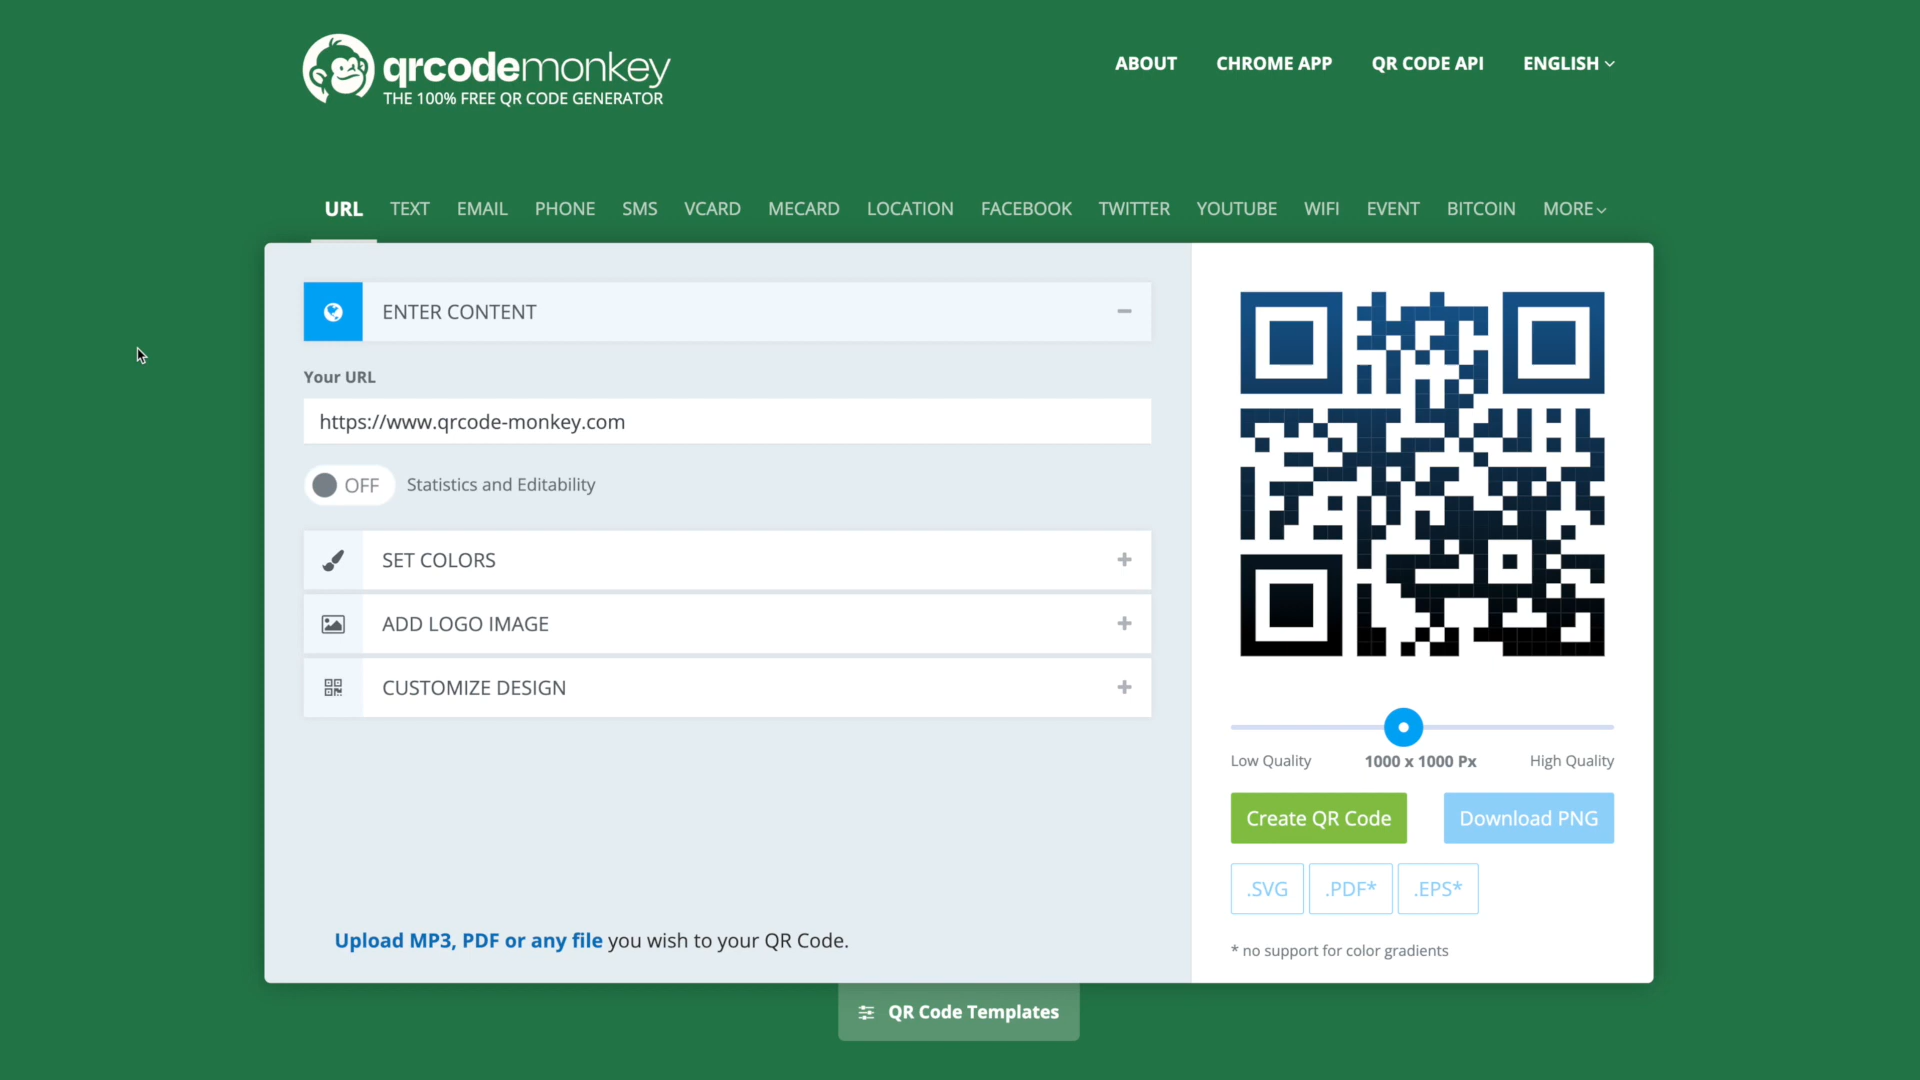 qrcodemonkey
THE 100% FREE QR CODE GENERATOR
ABOUT CHROME APP QR CODE API ENGLISH
URL TEXT EMAIL PHONE SMS VCARD MECARD LOCATION FACEBOOK TWITTER YOUTUBE WIFI EVENT BITCOIN MORE
ENTER CONTENT
Your URL
https://www.qrcode-monkey.com
OFF Statistics and Editability
SET COLORS
ADD LOGO IMAGE
CUSTOMIZE DESIGN
Upload MP3, PDF or any file you wish to your QR Code.
Low Quality 1000 x 1000 Px High Quality
Create QR Code Download PNG
.SVG .PDF* .EPS*
* no support for color gradients
QR Code Templates